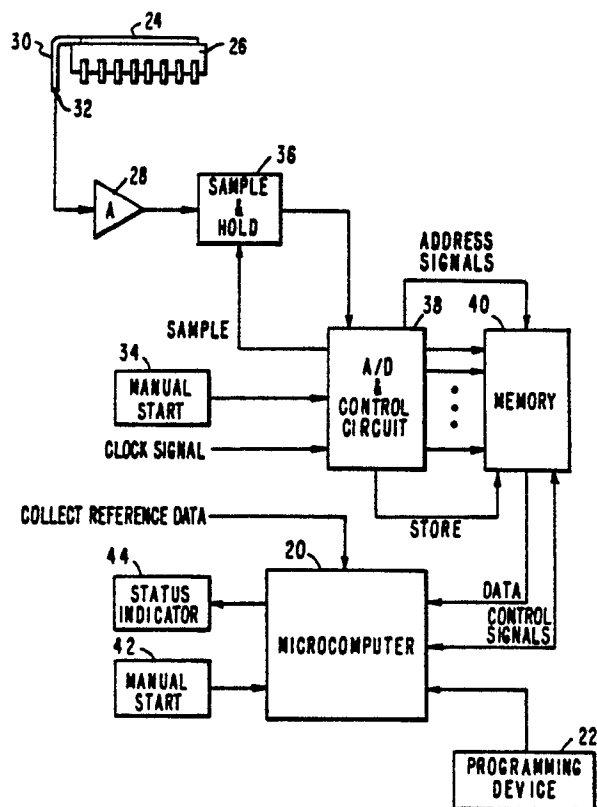 24
30
26
32
28
A
36
SAMPLE
&
HOLD
ADDRESS
SIGNALS
38
40
SAMPLE
34
MANUAL
START
A/D
&
CONTROL
CIRCUIT
MEMORY
CLOCK SIGNAL
STORE
COLLECT REFERENCE DATA
20
44
STATUS
INDICATOR
MICROCOMPUTER
DATA
CONTROL
SIGNALS
42
MANUAL
START
22
PROGRAMMING
DEVICE